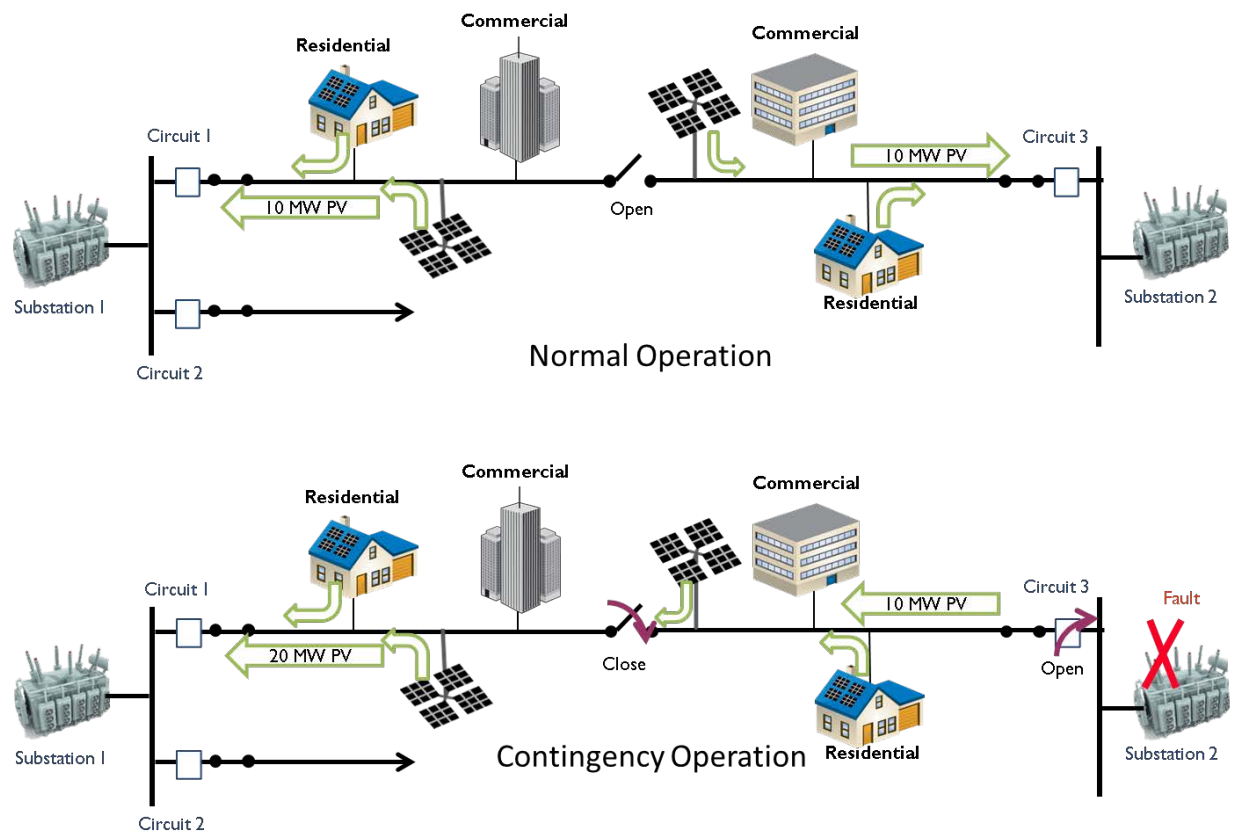 Commercial
Commercial
Residential
Circuit 1
Circuit 3
10 MW PV
10 MW PV
Open
Substation 1
Substation 2
Residential
Normal Operation
Circuit 2
Commercial
Commercial
Residential
Circuit 1
Circuit 3
Fault
10 MW PV
20 MW PV
Close
Open
Substation 1
Substation 2
Residential
Contingency Operation
Circuit 2